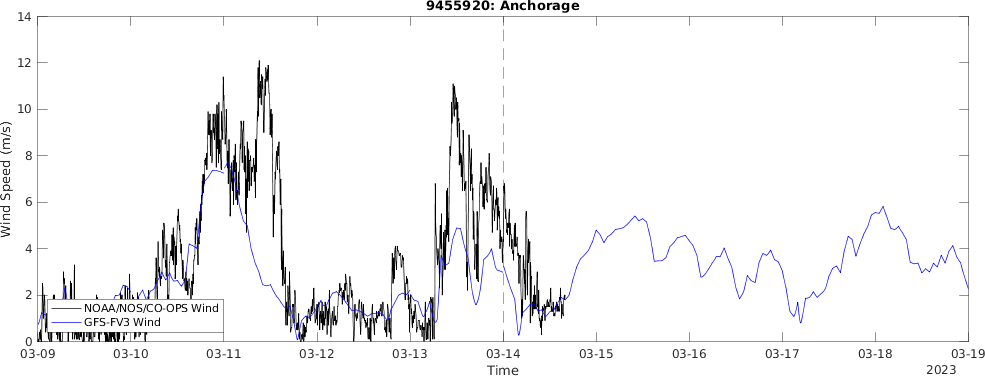 9455920: Anchorage
14
12
10
8
6
4
2
0
Wind Speed (m/s)
NOAA/NOS/CO-OPS Wind
GFS-FV3 Wind
03-09 03-10 03-11 03-12 03-13 03-14 03-15 03-16 03-17 03-18 03-19
Time
2023